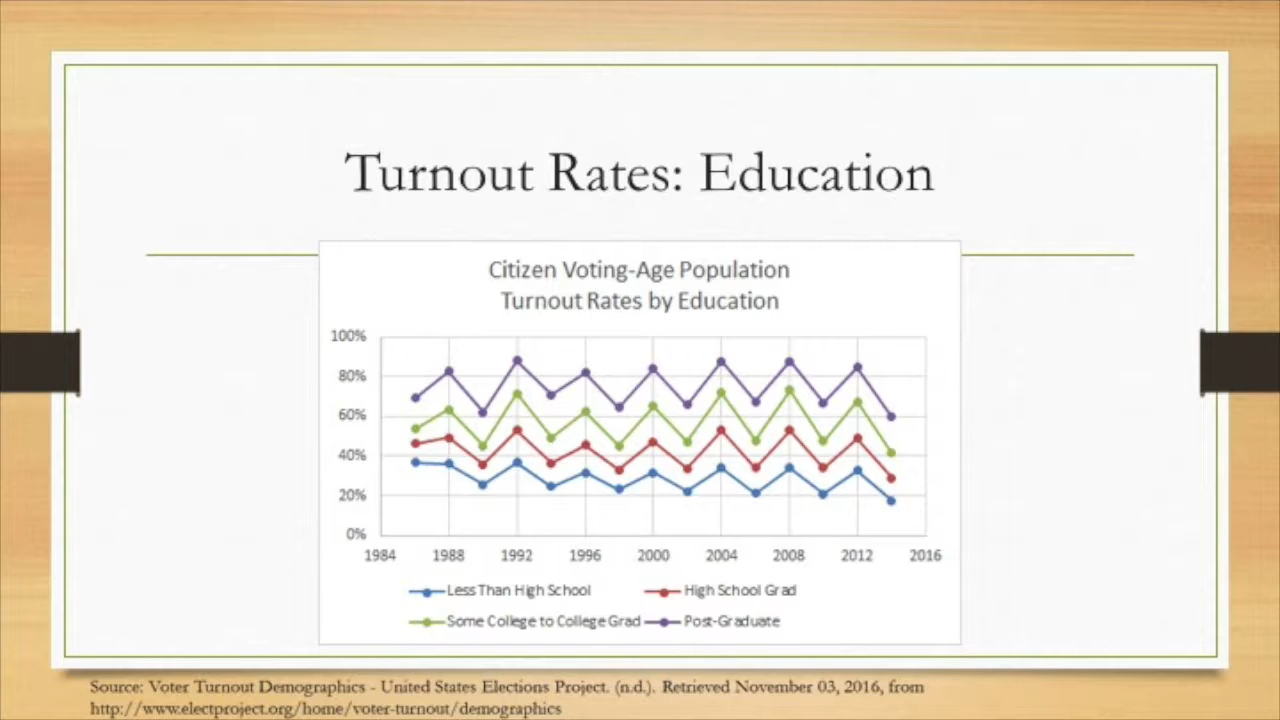 Turnout Rates: Education
Citizen Voting-Age Population
Turnout Rates by Education
100%
80%
60%
40%
20%
0%
1984 1988 1992 1996 2000 2004 2008 2012 2016
Less Than High School High School Grad
Some College to College Grad Post-Graduate
Source: Voter Turnout Demographics - United States Elections Project. (n.d.). Retrieved November 03, 2016, from
http://www.electproject.org/home/voter-turnout/demographics